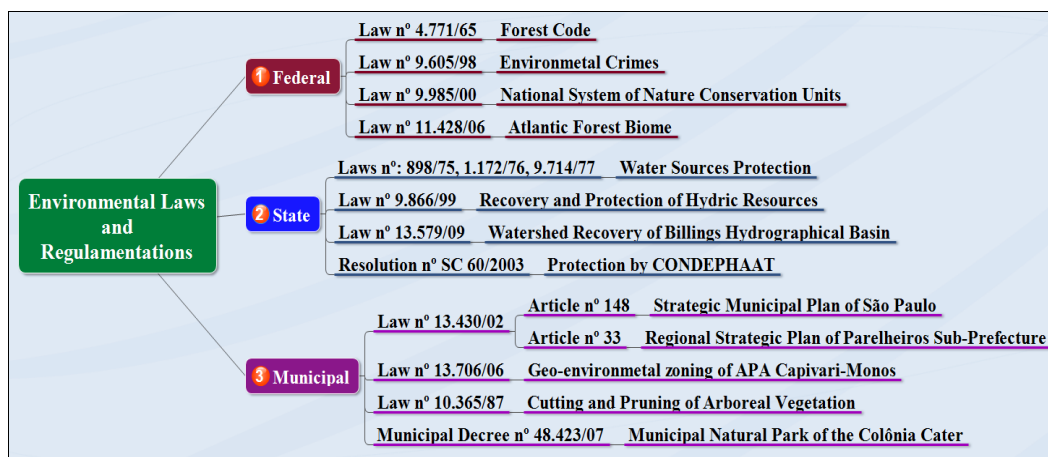 Environmental Laws
and
Regulamentations
1 Federal
Law nº 4.771/65 Forest Code
Law nº 9.605/98 Environmetal Crimes
Law nº 9.985/00 National System of Nature Conservation Units
Law nº 11.428/06 Atlantic Forest Biome
2 State
Laws nº: 898/75, 1.172/76, 9.714/77 Water Sources Protection
Law nº 9.866/99 Recovery and Protection of Hydric Resources
Law nº 13.579/09 Watershed Recovery of Billings Hydrographical Basin
Resolution nº SC 60/2003 Protection by CONDEPHAAT
3 Municipal
Law nº 13.430/02
Article nº 148 Strategic Municipal Plan of São Paulo
Article nº 33 Regional Strategic Plan of Parelheiros Sub-Prefecture
Law nº 13.706/06 Geo-environmetal zoning of APA Capivari-Monos
Law nº 10.365/87 Cutting and Pruning of Arboreal Vegetation
Municipal Decree nº 48.423/07 Municipal Natural Park of the Colônia Cater